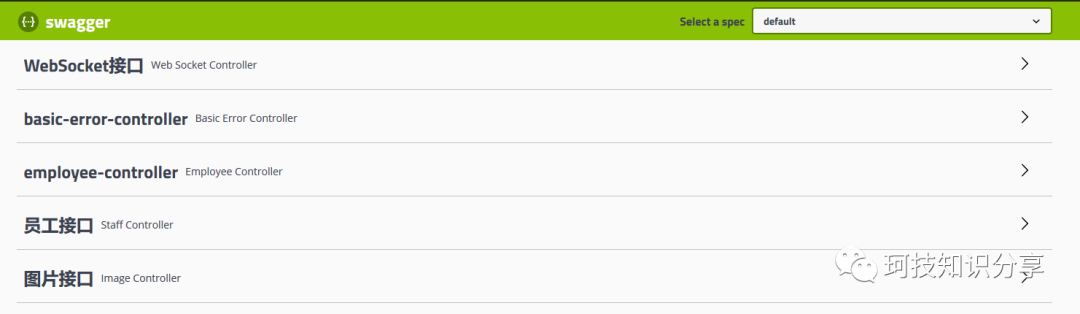 {···} swagger Select a spec default
WebSocket接口 Web Socket Controller
basic-error-controller Basic Error Controller
employee-controller Employee Controller
员工接口 Staff Controller
图片接口 Image Controller
珂技知识分享